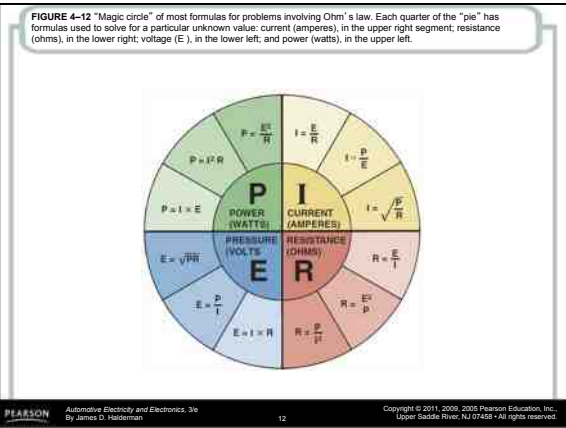 FIGURE 4–12 “Magic circle” of most formulas for problems involving Ohm’s law. Each quarter of the “pie” has
formulas used to solve for a particular unknown value: current (amperes), in the upper right segment; resistance
(ohms), in the lower right; voltage (E ), in the lower left; and power (watts), in the upper left.
P = E²/R
I = E/R
P = I² R
I = P/E
P = I × E
I = √P/R
P
POWER
(WATTS)
I
CURRENT
(AMPERES)
PRESSURE
(VOLTS
E
RESISTANCE
(OHMS)
R
E = √PR
R = E/I
E = P/I
R = E²/P
E = I × R
R = P/I²
PEARSON
Automotive Electricity and Electronics, 3/e
By James D. Halderman
12
Copyright © 2011, 2009, 2005 Pearson Education, Inc.,
Upper Saddle River, NJ 07458 • All rights reserved.